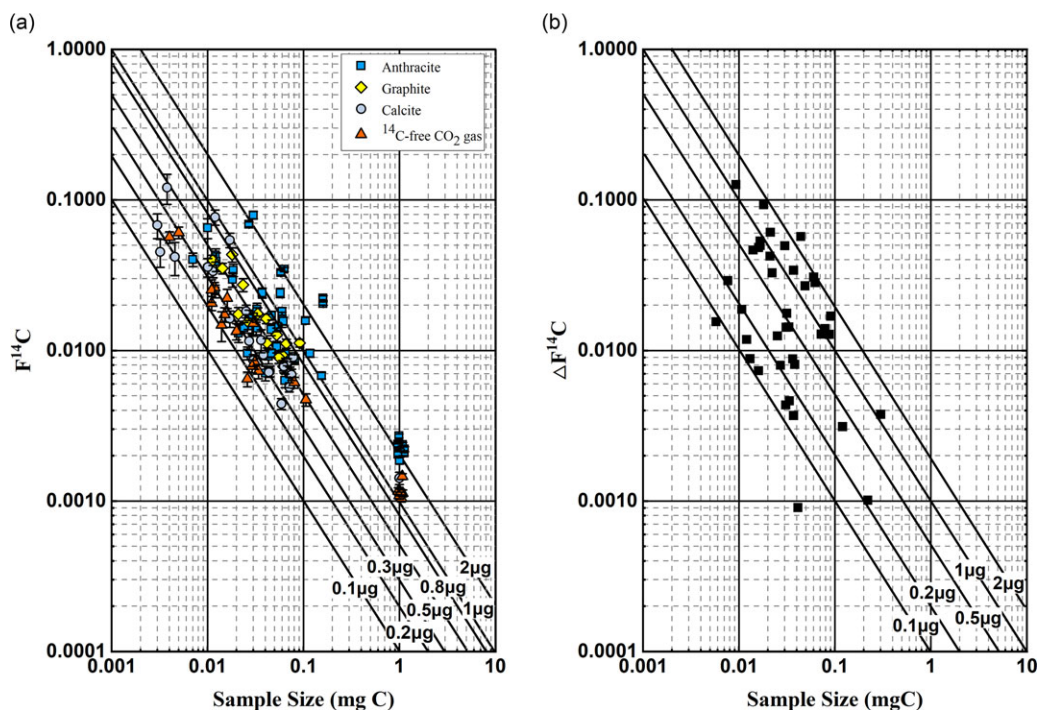 (a)
1.0000
0.1000
0.0100
0.0010
0.0001
F¹⁴C
Anthracite
Graphite
Calcite
¹⁴C-free CO₂ gas
0.1µg
0.2µg
0.3µg
0.5µg
0.8µg
1µg
2µg
0.001 0.01 0.1 1 10
Sample Size (mg C)
(b)
1.0000
0.1000
0.0100
0.0010
0.0001
△F¹⁴C
0.1µg
0.2µg
0.5µg
1µg
2µg
0.001 0.01 0.1 1 10
Sample Size (mgC)